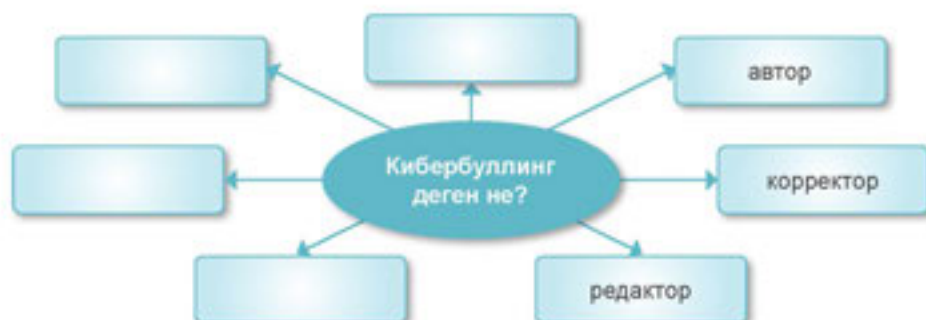 автор
Кибербуллинг
деген не?
корректор
редактор